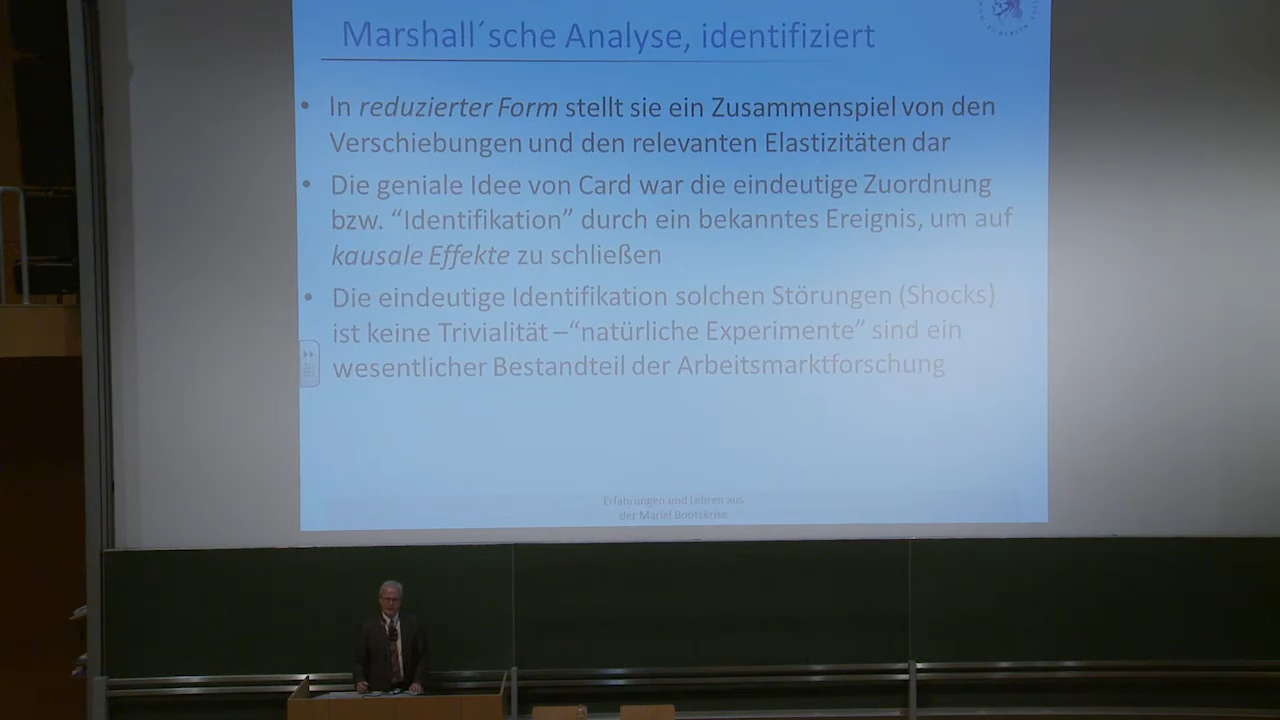 Marshall´sche Analyse, identifiziert
• In reduzierter Form stellt sie ein Zusammenspiel von den
Verschiebungen und den relevanten Elastizitäten dar
• Die geniale Idee von Card war die eindeutige Zuordnung
bzw. “Identifikation” durch ein bekanntes Ereignis, um auf
kausale Effekte zu schließen
• Die eindeutige Identifikation solchen Störungen (Shocks)
ist keine Trivialität –“natürliche Experimente” sind ein
wesentlicher Bestandteil der Arbeitsmarktforschung
Erfahrungen und Lehren aus
der Mariel Bootskrise